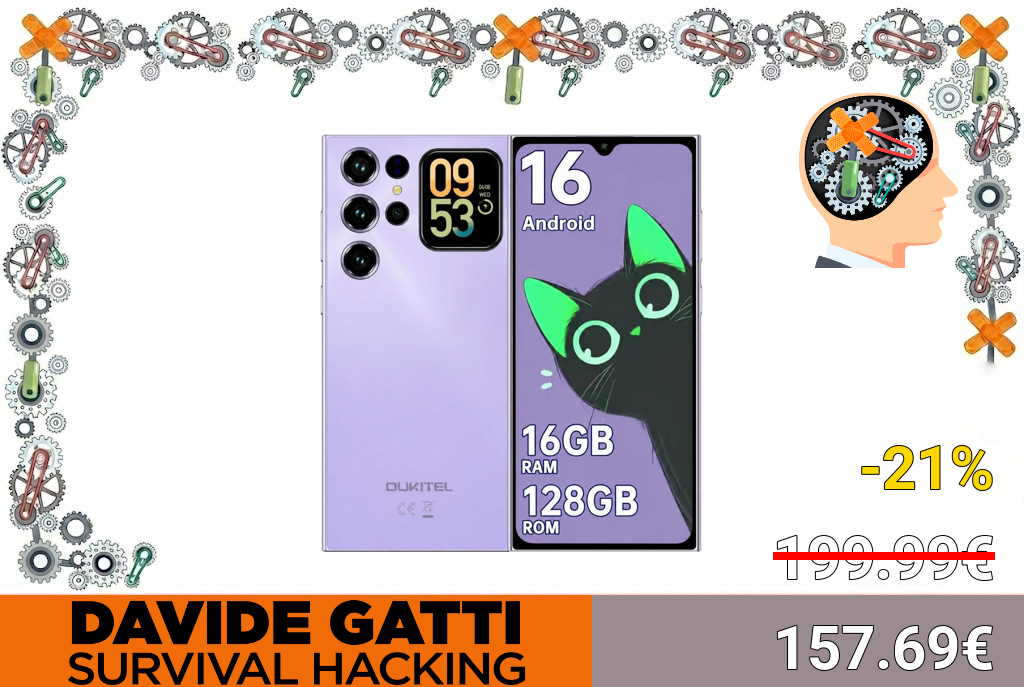 09
53
04/08
WED
16
Android
OUKITEL
CE
16GB
RAM
128GB
ROM
-21%
199.99€
DAVIDE GATTI
SURVIVAL HACKING
157.69€